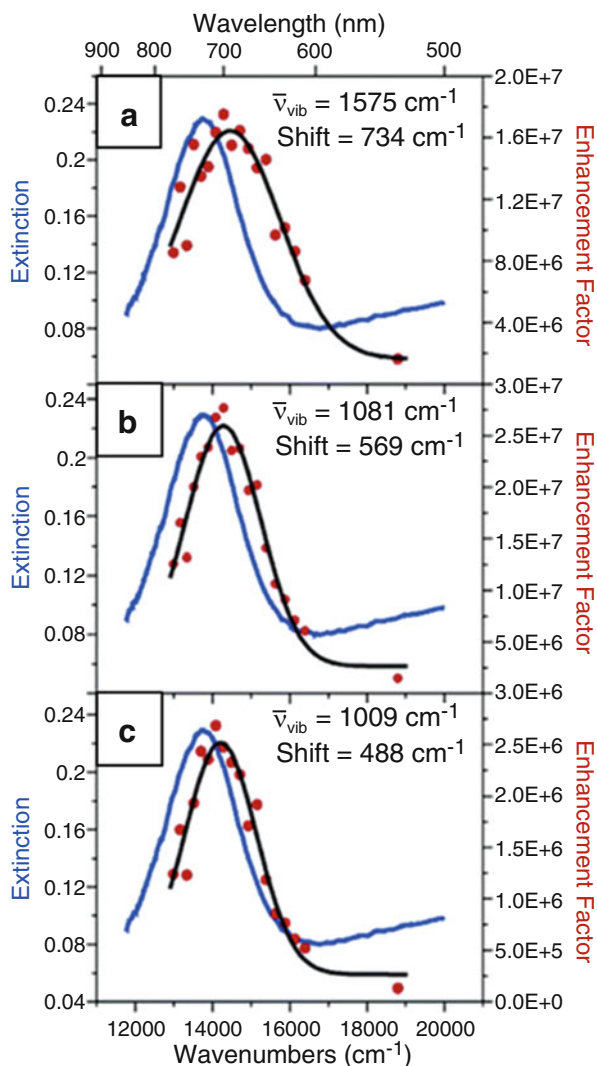 Wavelength (nm)
900 800 700 600 500
a
ν̅vib = 1575 cm-1
Shift = 734 cm-1
Extinction
0.24
0.2
0.16
0.12
0.08
2.0E+7
1.6E+7
1.2E+7
8.0E+6
4.0E+6
Enhancement Factor
b
ν̅vib = 1081 cm-1
Shift = 569 cm-1
Extinction
0.24
0.2
0.16
0.12
0.08
3.0E+7
2.5E+7
2.0E+7
1.5E+7
1.0E+7
5.0E+6
Enhancement Factor
c
ν̅vib = 1009 cm-1
Shift = 488 cm-1
Extinction
0.24
0.2
0.16
0.12
0.08
0.04
3.0E+6
2.5E+6
2.0E+6
1.5E+6
1.0E+6
5.0E+5
0.0E+0
Enhancement Factor
12000 14000 16000 18000 20000
Wavenumbers (cm-1)